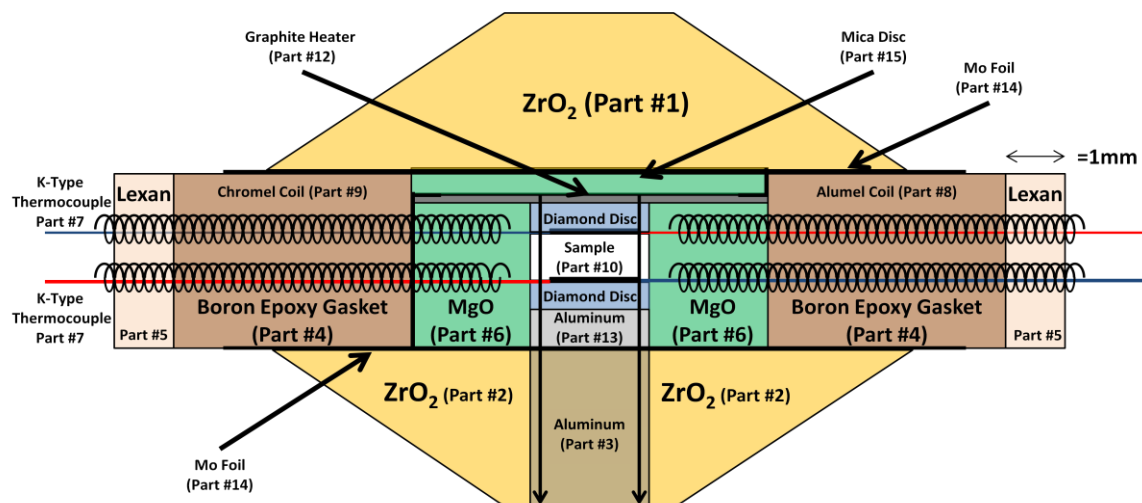 Graphite Heater
(Part #12)
Mica Disc
(Part #15)
Mo Foil
(Part #14)
ZrO2 (Part #1)
=1mm
K-Type
Thermocouple
Part #7
Lexan
Chromel Coil (Part #9)
Alumel Coil (Part #8)
Lexan
Diamond Disc
Sample
(Part #10)
K-Type
Thermocouple
Part #7
Part #5
Boron Epoxy Gasket
(Part #4)
MgO
(Part #6)
Diamond Disc
Aluminum
(Part #13)
MgO
(Part #6)
Boron Epoxy Gasket
(Part #4)
Part #5
ZrO2 (Part #2)
ZrO2 (Part #2)
Aluminum
(Part #3)
Mo Foil
(Part #14)